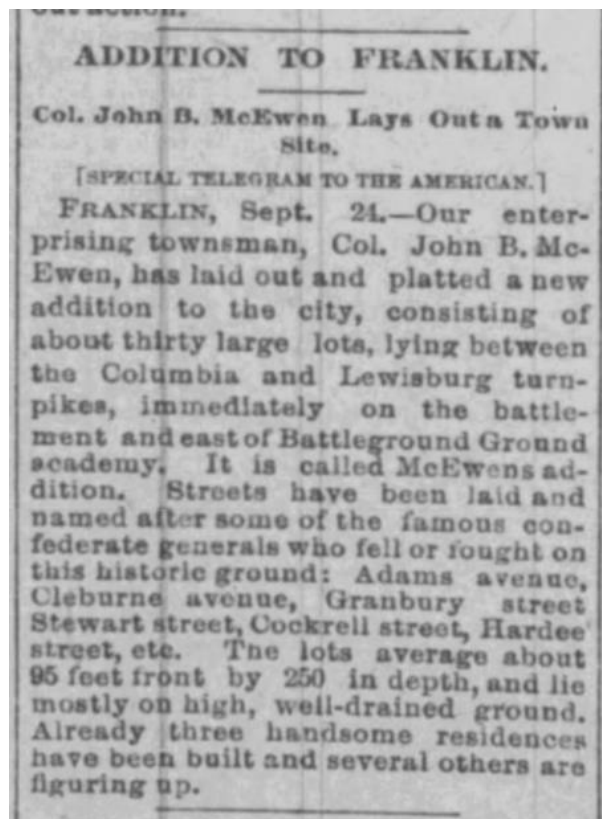 out action.
ADDITION TO FRANKLIN.
Col. John B. McEwen Lays Out a Town
Site.
[SPECIAL TELEGRAM TO THE AMERICAN.]
FRANKLIN, Sept. 24.—Our enter-
prising townsman, Col. John B. Mc-
Ewen, has laid out and platted a new
addition to the city, consisting of
about thirty large lots, lying between
the Columbia and Lewisburg turn-
pikes, immediately on the battle-
ment and east of Battleground Ground
academy. It is called McEwens ad-
dition. Streets have been laid and
named after some of the famous con-
federate generals who fell or fought on
this historic ground: Adams avenue,
Cleburne avenue, Granbury street
Stewart street, Cockrell street, Hardee
street, etc. Tne lots average about
95 feet front by 250 in depth, and lie
mostly on high, well-drained ground.
Already three handsome residences
have been built and several others are
figuring up.